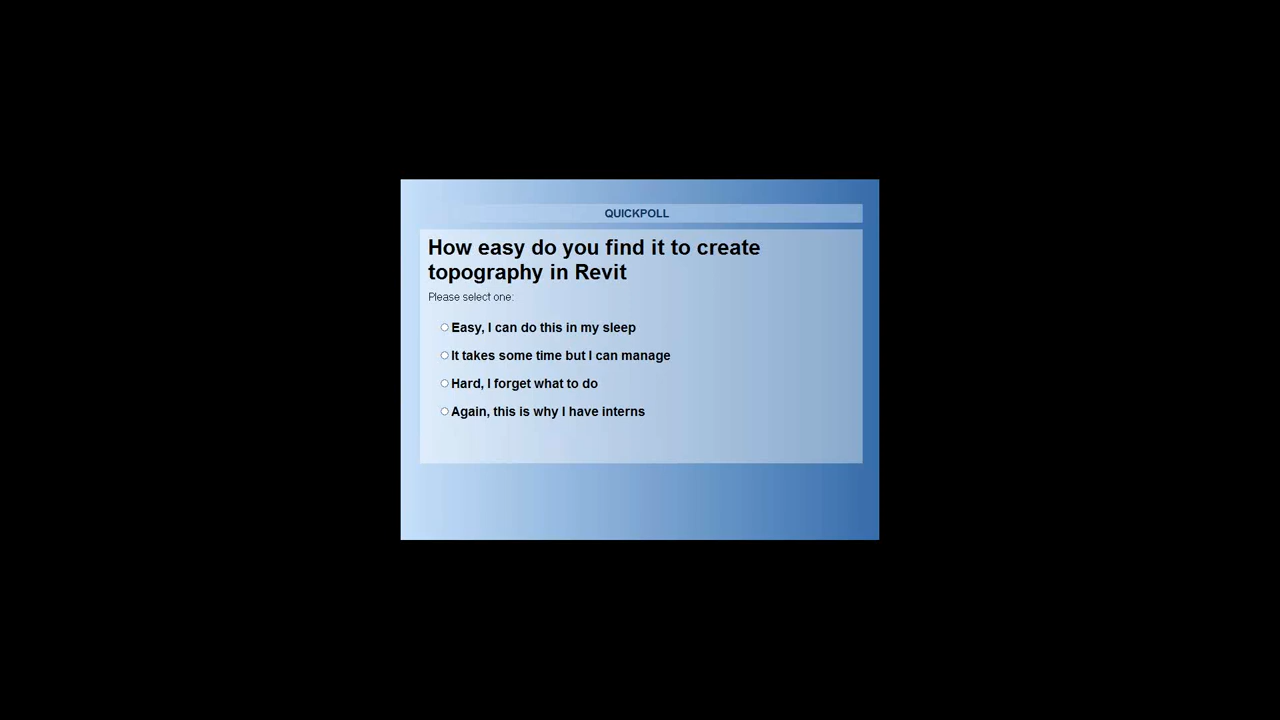 QUICKPOLL
How easy do you find it to create
topography in Revit
Please select one:
Easy, I can do this in my sleep
It takes some time but I can manage
Hard, I forget what to do
Again, this is why I have interns